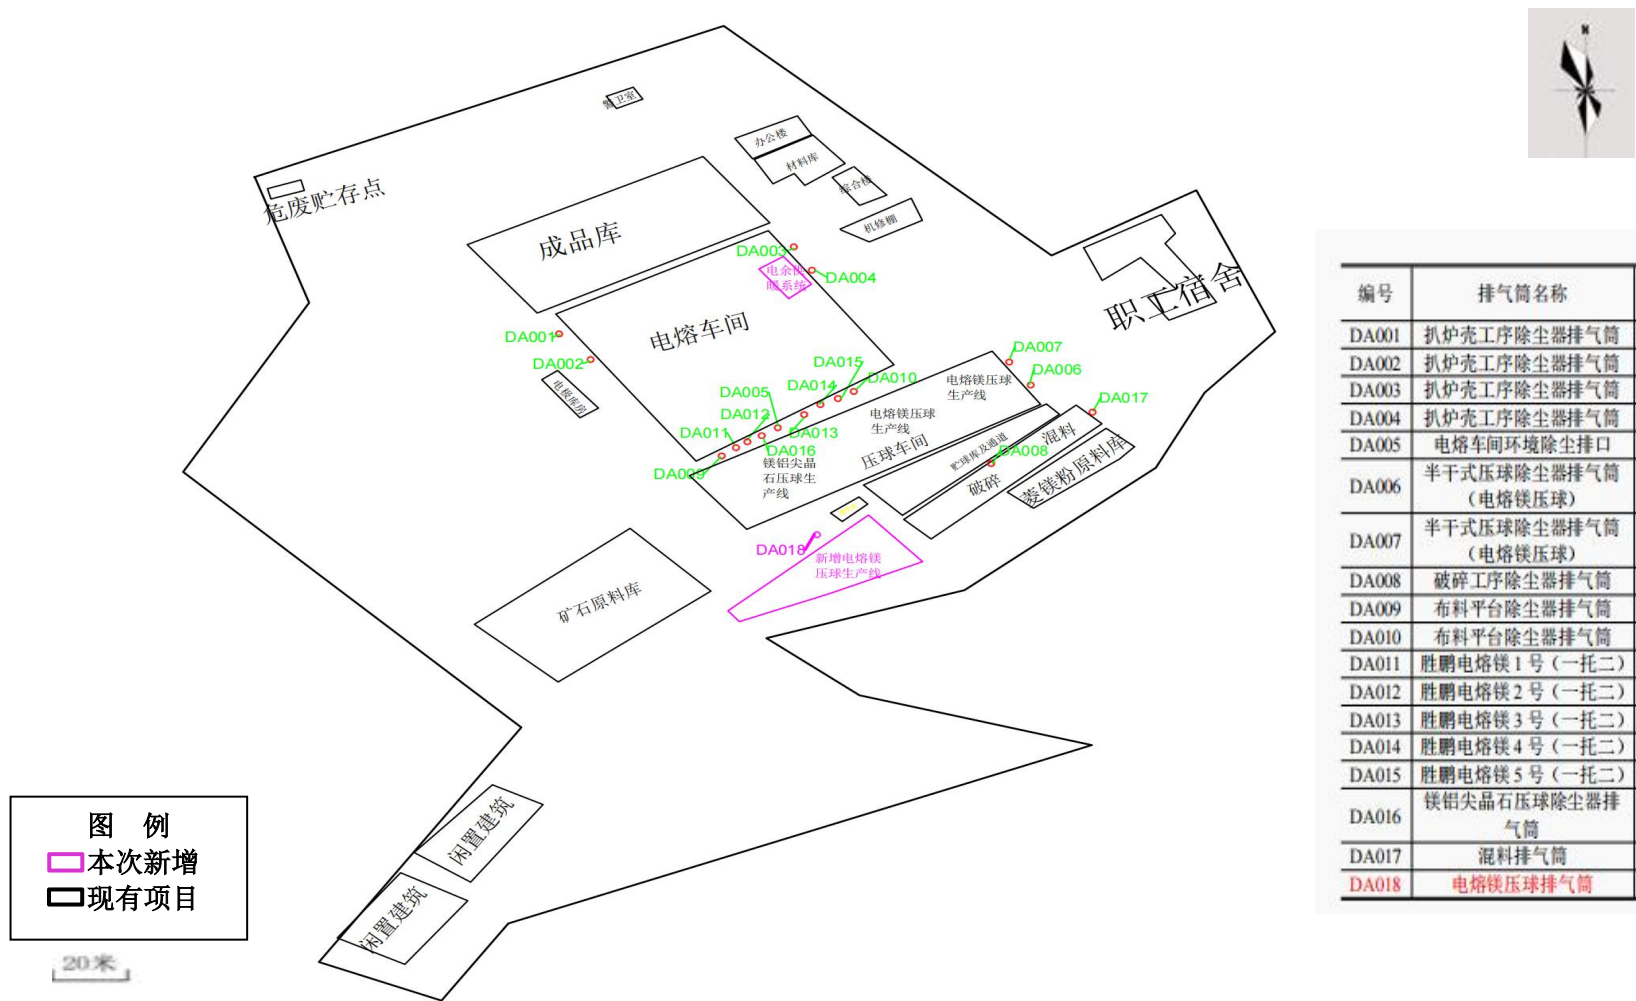 N
警卫室
办公楼
材料库
综合楼
机修棚
危废贮存点
成品库
DA003
电余供
暖系统
DA004
职工宿舍
电熔车间
DA001
DA002
电极库房
DA015
DA014
DA010
DA005
DA012
DA011
DA013
DA016
DA009
DA007
DA006
DA017
电熔镁压球
生产线
电熔镁压球
生产线
压球车间
镁铝尖晶
石压球生
产线
贮球库及通道
混料
DA008
破碎
菱镁粉原料库
DA018
新增电熔镁
压球生产线
矿石原料库
闲置建筑
闲置建筑
图 例
本次新增
现有项目
20米
编号 排气筒名称
DA001 扒炉壳工序除尘器排气筒
DA002 扒炉壳工序除尘器排气筒
DA003 扒炉壳工序除尘器排气筒
DA004 扒炉壳工序除尘器排气筒
DA005 电熔车间环境除尘排口
DA006 半干式压球除尘器排气筒
（电熔镁压球）
DA007 半干式压球除尘器排气筒
（电熔镁压球）
DA008 破碎工序除尘器排气筒
DA009 布料平台除尘器排气筒
DA010 布料平台除尘器排气筒
DA011 胜鹏电熔镁1号（一托二）
DA012 胜鹏电熔镁2号（一托二）
DA013 胜鹏电熔镁3号（一托二）
DA014 胜鹏电熔镁4号（一托二）
DA015 胜鹏电熔镁5号（一托二）
DA016 镁铝尖晶石压球除尘器排
气筒
DA017 混料排气筒
DA018 电熔镁压球排气筒